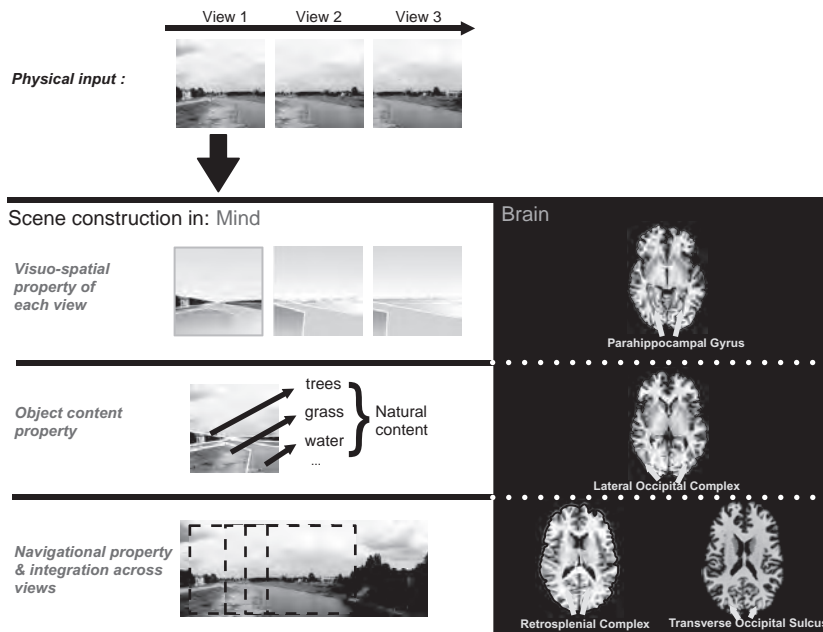 View 1 View 2 View 3
Physical input :
Scene construction in: Mind
Brain
Visuo-spatial
property of
each view
Parahippocampal Gyrus
Object content
property
trees
grass
water
...
Natural
content
Lateral Occipital Complex
Navigational property
& integration across
views
Retrosplenial Complex
Transverse Occipital Sulcus